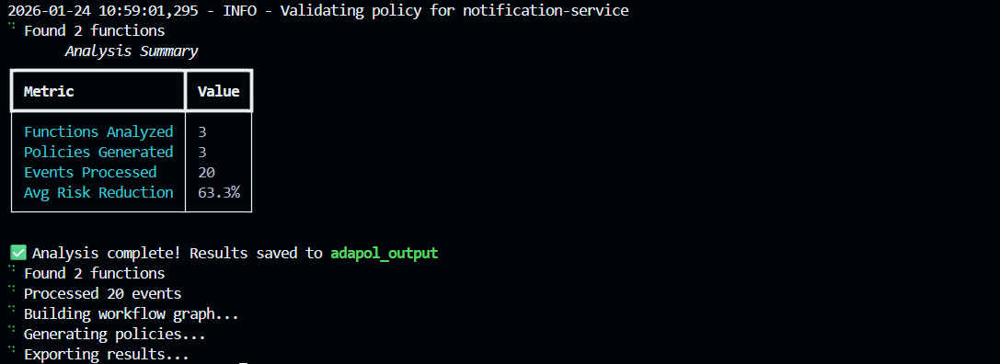 2026-01-24 10:59:01,295 - INFO - Validating policy for notification-service
Found 2 functions
Analysis Summary
Metric Value
Functions Analyzed 3
Policies Generated 3
Events Processed 20
Avg Risk Reduction 63.3%
✅ Analysis complete! Results saved to adapol_output
Found 2 functions
Processed 20 events
Building workflow graph...
Generating policies...
Exporting results...